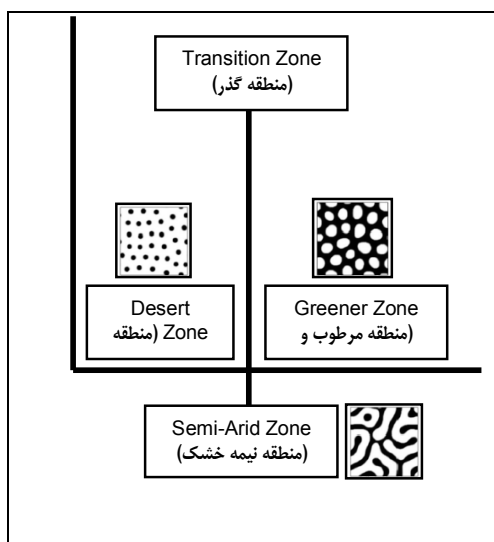 Transition Zone
(منطقه گذر)
Desert
Zone (منطقه
Greener Zone
(منطقه مرطوب و
Semi-Arid Zone
(منطقه نیمه خشک)